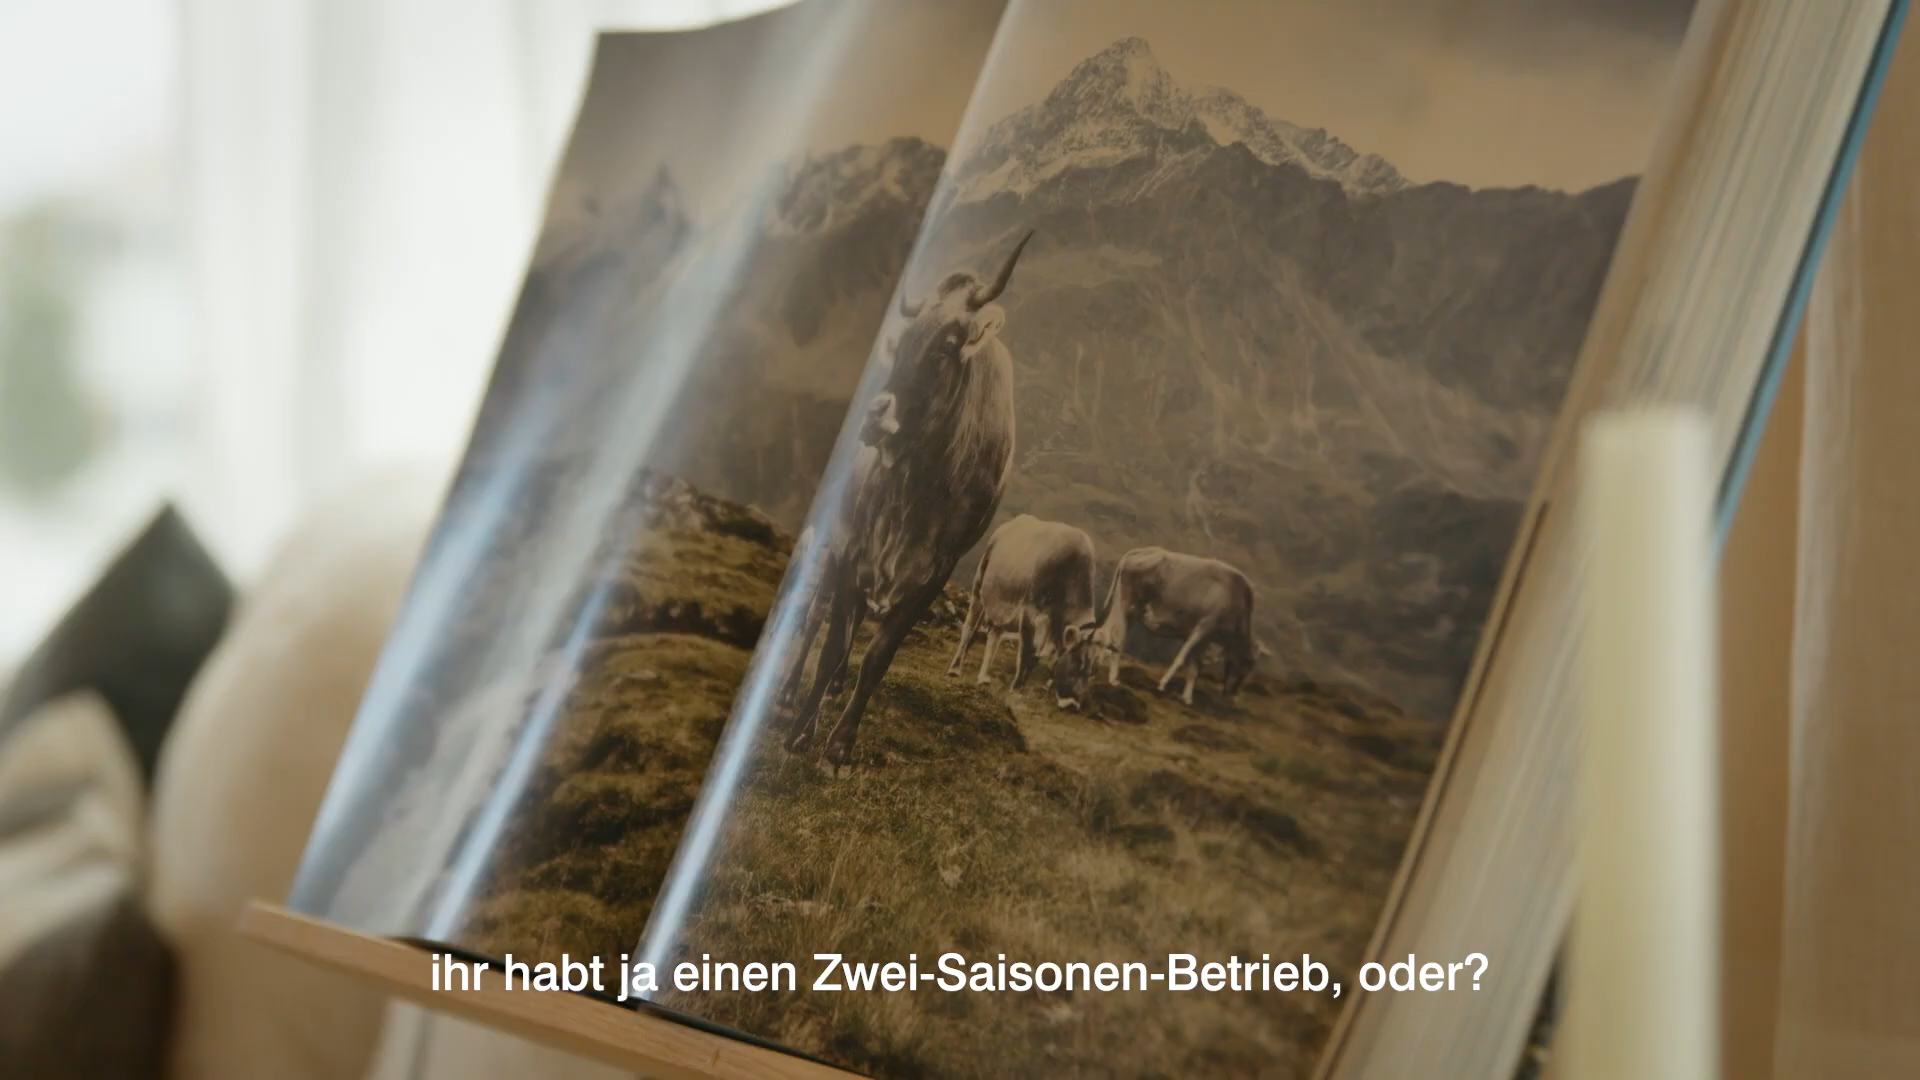 ihr habt ja einen Zwei-Saisonen-Betrieb, oder?